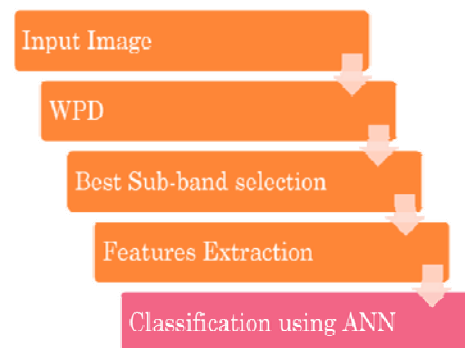 Input Image
WPD
Best Sub-band selection
Features Extraction
Classification using ANN